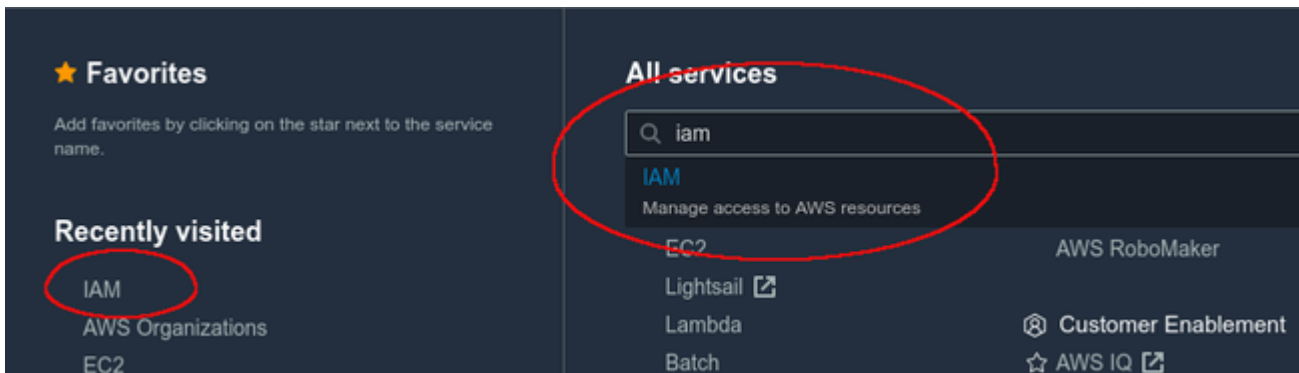 Favorites
Add favorites by clicking on the star next to the service
name.
Recently visited
IAM
AWS Organizations
EC2
All services
iam
IAM
Manage access to AWS resources
EC2
Lightsail
Lambda
Batch
AWS RoboMaker
Customer Enablement
AWS IQ